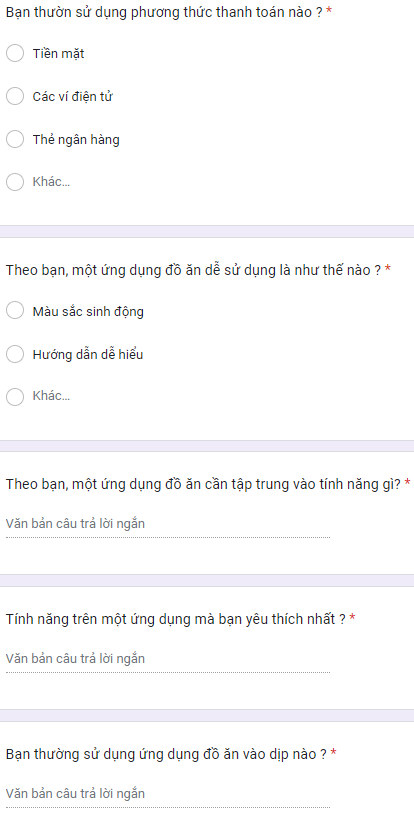 Bạn thườn sử dụng phương thức thanh toán nào ? *
Tiền mặt
Các ví điện tử
Thẻ ngân hàng
Khác...
Theo bạn, một ứng dụng đồ ăn dễ sử dụng là như thế nào ? *
Màu sắc sinh động
Hướng dẫn dễ hiểu
Khác...
Theo bạn, một ứng dụng đồ ăn cần tập trung vào tính năng gì? *
Văn bản câu trả lời ngắn
Tính năng trên một ứng dụng mà bạn yêu thích nhất ? *
Văn bản câu trả lời ngắn
Bạn thường sử dụng ứng dụng đồ ăn vào dịp nào ? *
Văn bản câu trả lời ngắn